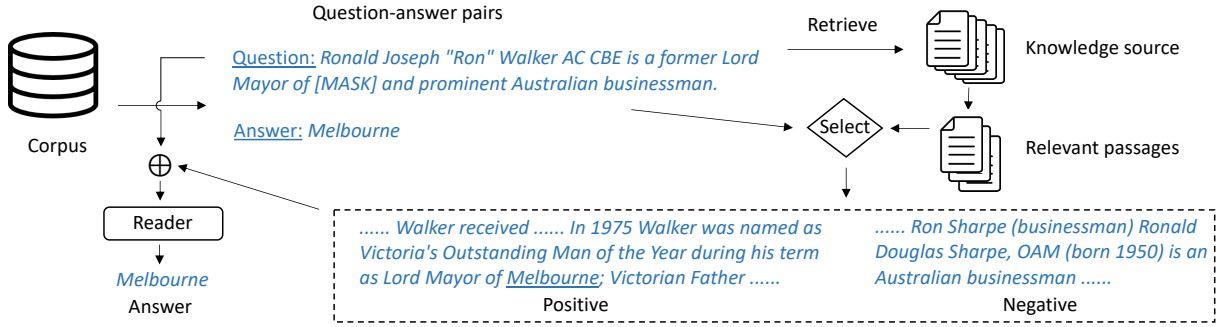 Question-answer pairs
Corpus
Question: Ronald Joseph "Ron" Walker AC CBE is a former Lord
Mayor of [MASK] and prominent Australian businessman.
Answer: Melbourne
Retrieve
Knowledge source
Select
Relevant passages
Reader
Melbourne
Answer
...... Walker received ...... In 1975 Walker was named as
Victoria's Outstanding Man of the Year during his term
as Lord Mayor of Melbourne; Victorian Father ......
Positive
...... Ron Sharpe (businessman) Ronald
Douglas Sharpe, OAM (born 1950) is an
Australian businessman ......
Negative